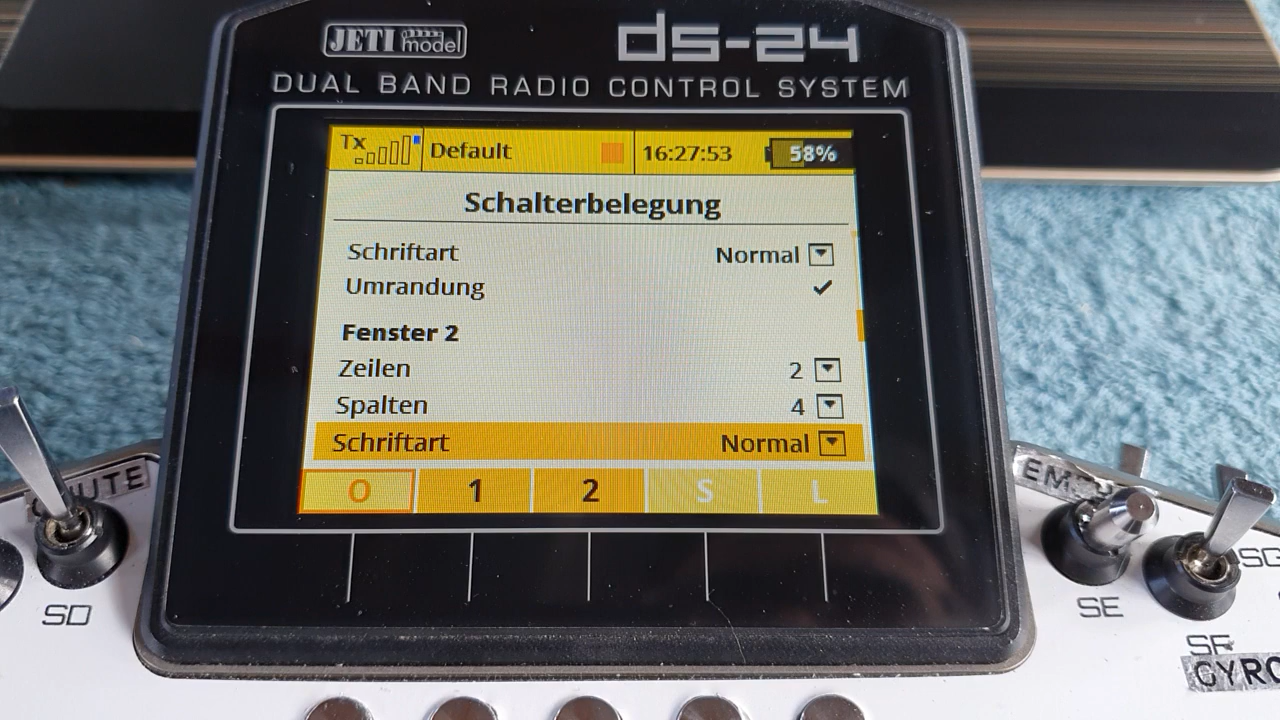 JETI model ds-24
DUAL BAND RADIO CONTROL SYSTEM
Tx Default 16:27:53 58%
Schalterbelegung
Schriftart Normal
Umrandung
Fenster 2
Zeilen 2
Spalten 4
Schriftart Normal
O 1 2 S L
SD
SE
SG
SF
GYRO